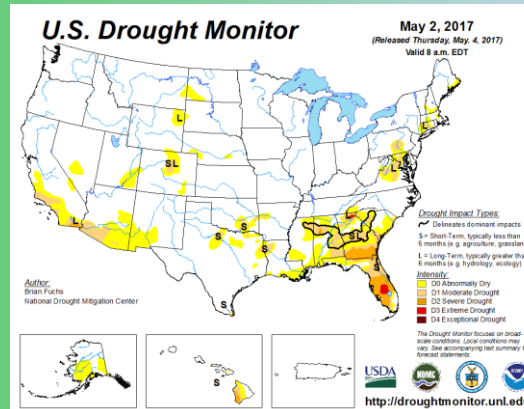 U.S. Drought Monitor
May 2, 2017
(Released Thursday, May. 4, 2017)
Valid 8 a.m. EDT
L
SL
L
S
S
S
L
L
L
SL
S
S
Drought Impact Types:
Delineates dominant impacts
S = Short-Term, typically less than
6 months (e.g. agriculture, grasslan
L = Long-Term, typically greater tha
6 months (e.g. hydrology, ecology)
Intensity:
D0 Abnormally Dry
D1 Moderate Drought
D2 Severe Drought
D3 Extreme Drought
D4 Exceptional Drought
Author:
Brian Fuchs
National Drought Mitigation Center
The Drought Monitor focuses on broad-
scale conditions. Local conditions may
vary. See accompanying text summary f
forecast statements.
USDA
NDMC
http://droughtmonitor.unl.ed